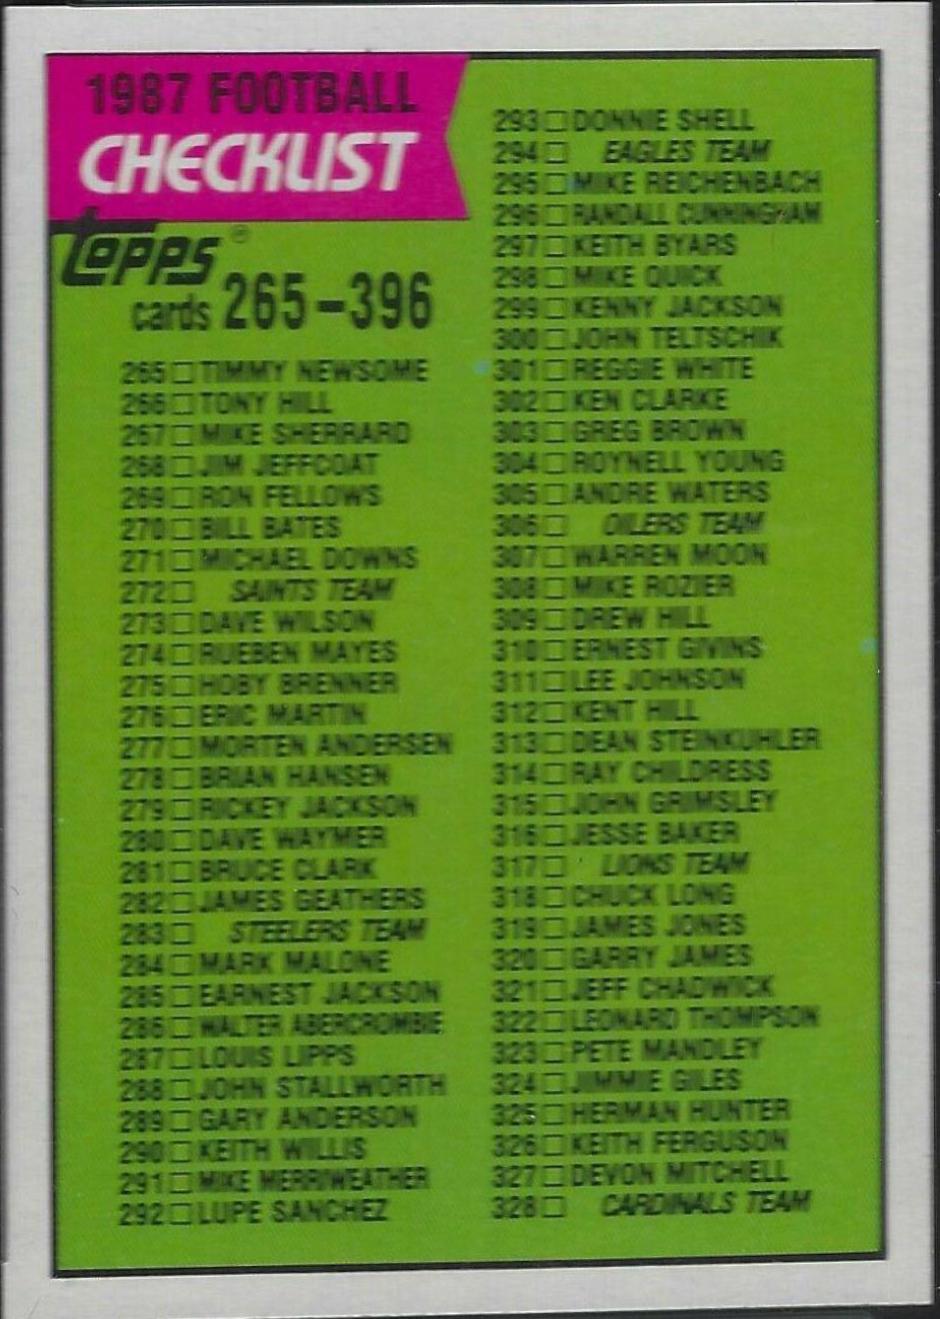 1987 FOOTBALL
CHECKLIST
Topps®
cards 265-396
265 TIMMY NEWSOME
266 TONY HILL
267 MIKE SHERRARD
268 JIM JEFFCOAT
269 RON FELLOWS
270 BILL BATES
271 MICHAEL DOWNS
272 SAINTS TEAM
273 DAVE WILSON
274 RUEBEN MAYES
275 HOBY BRENNER
276 ERIC MARTIN
277 MORTEN ANDERSEN
278 BRIAN HANSEN
279 RICKEY JACKSON
280 DAVE WAYMER
281 BRUCE CLARK
282 JAMES GEATHERS
283 STEELERS TEAM
284 MARK MALONE
285 EARNEST JACKSON
286 WALTER ABERCROMBIE
287 LOUIS LIPPS
288 JOHN STALLWORTH
289 GARY ANDERSON
290 KEITH WILLIS
291 MIKE MERRIWEATHER
292 LUPE SANCHEZ
293 DONNIE SHELL
294 EAGLES TEAM
295 MIKE REICHENBACH
296 RANDALL CUNNINGHAM
297 KEITH BYARS
298 MIKE QUICK
299 KENNY JACKSON
300 JOHN TELTSCHIK
301 REGGIE WHITE
302 KEN CLARKE
303 GREG BROWN
304 ROYNELL YOUNG
305 ANDRE WATERS
306 OILERS TEAM
307 WARREN MOON
308 MIKE ROZIER
309 DREW HILL
310 ERNEST GIVINS
311 LEE JOHNSON
312 KENT HILL
313 DEAN STEINKUHLER
314 RAY CHILDRESS
315 JOHN GRIMSLEY
316 JESSE BAKER
317 LIONS TEAM
318 CHUCK LONG
319 JAMES JONES
320 GARRY JAMES
321 JEFF CHADWICK
322 LEONARD THOMPSON
323 PETE MANDLEY
324 JIMMIE GILES
325 HERMAN HUNTER
326 KEITH FERGUSON
327 DEVON MITCHELL
328 CARDINALS TEAM